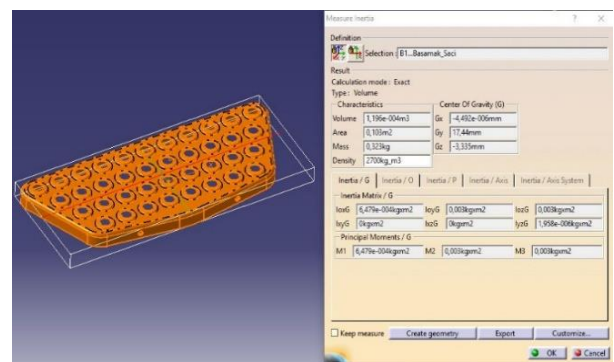 Measure Inertia
Definition
Selection : B1...Basamak_Saci
Result
Calculation mode : Exact
Type : Volume
Characteristics Center Of Gravity (G)
Volume 1,196e-004m3 Gx -4,492e-006mm
Area 0,103m2 Gy 17,44mm
Mass 0,323kg Gz -3,335mm
Density 2700kg_m3
Inertia / G Inertia / O Inertia / P Inertia / Axis Inertia / Axis System
Inertia Matrix / G
IoxG 6,479e-004kgxm2 IoyG 0,003kgxm2 IozG 0,003kgxm2
IxyG 0kgxm2 IxzG 0kgxm2 IyzG 1,958e-006kgxm2
Principal Moments / G
M1 6,479e-004kgxm2 M2 0,003kgxm2 M3 0,003kgxm2
Keep measure Create geometry Export Customize...
OK Cancel